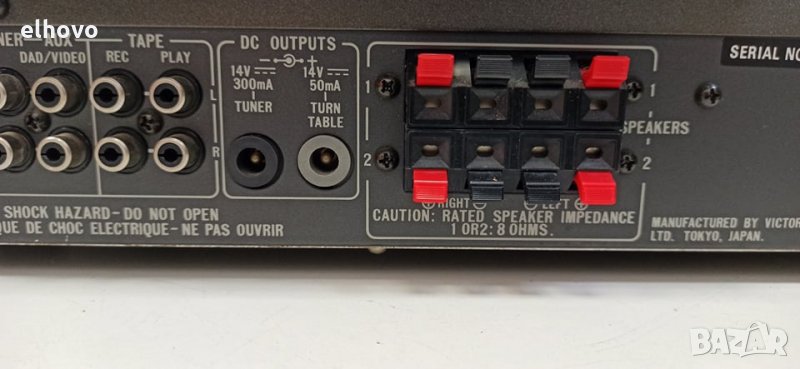 elhovo
NER AUX
DAD/VIDEO
TAPE
REC PLAY
L
R
DC OUTPUTS
14V
300mA
TUNER
14V
50mA
TURN
TABLE
1
2
1
SPEAKERS
2
⊕ RIGHT ⊖ ⊖ LEFT ⊕
CAUTION: RATED SPEAKER IMPEDANCE
1 OR2: 8 OHMS.
SERIAL NO
SHOCK HAZARD-DO NOT OPEN
QUE DE CHOC ELECTRIQUE-NE PAS OUVRIR
MANUFACTURED BY VICTOR
LTD. TOKYO, JAPAN.
BAZAR